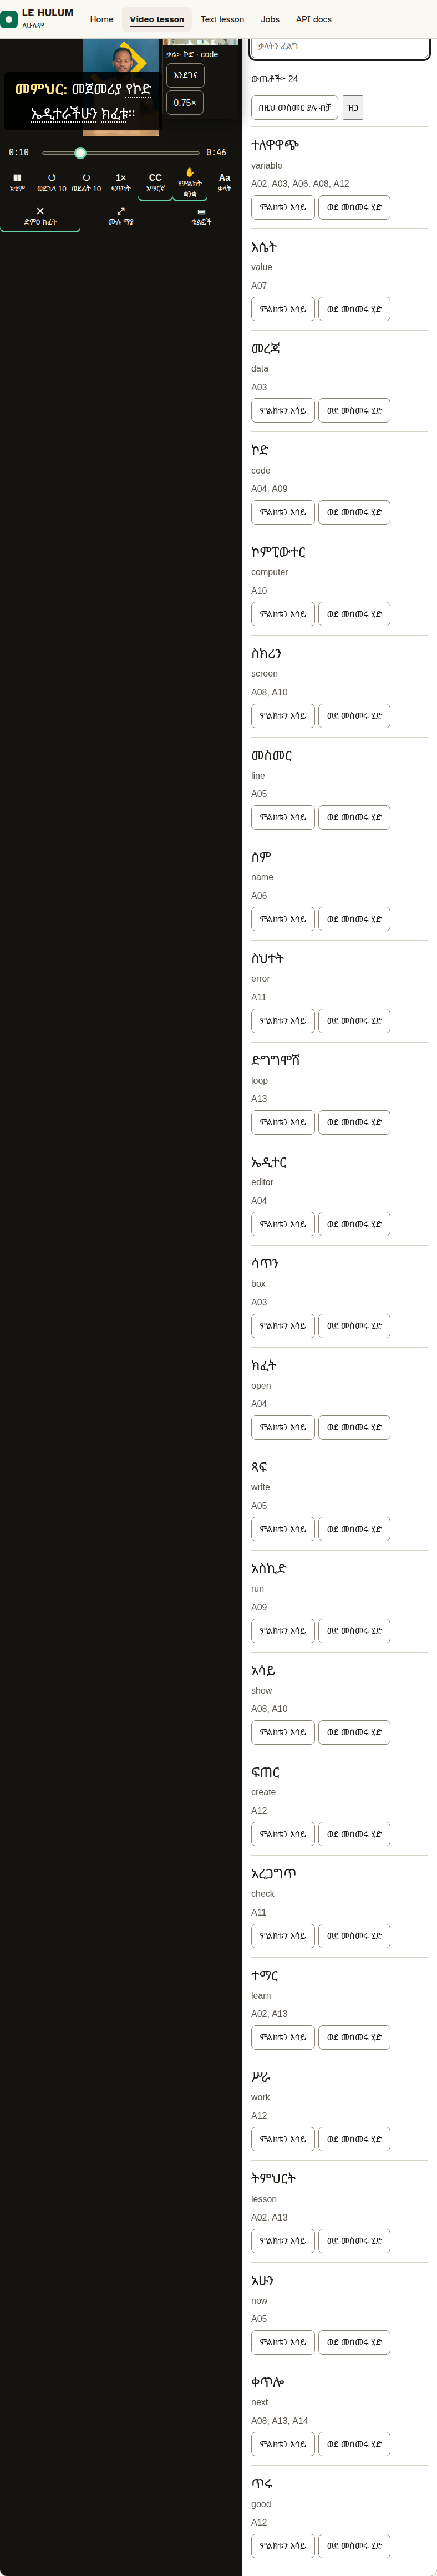 LE HULUM
ለሁሉም
Home
Video lesson
Text lesson
Jobs
API docs
መምህር: መጀመሪያ የኮድ
ኤዲተራችሁን ክፈቱ።
ቃል፦ ኮድ · code
እንደገና
0.75×
0:10
0:46
አቁም
ወደኋላ 10
ወደፊት 10
1×
ፍጥነት
CC
አማርኛ
የምልክት
ቋንቋ
Aa
ቃላት
ድምፅ ክፈት
ሙሉ ማያ
ቁልፎች
ቃላትን ፈልግ
ውጤቶች፦ 24
በዚህ መስመር ያሉ ብቻ
ዝጋ
ተለዋዋጭ
variable
A02, A03, A06, A08, A12
ምልክቱን አሳይ
ወደ መስመሩ ሂድ
እሴት
value
A07
ምልክቱን አሳይ
ወደ መስመሩ ሂድ
መረጃ
data
A03
ምልክቱን አሳይ
ወደ መስመሩ ሂድ
ኮድ
code
A04, A09
ምልክቱን አሳይ
ወደ መስመሩ ሂድ
ኮምፒውተር
computer
A10
ምልክቱን አሳይ
ወደ መስመሩ ሂድ
ስክሪን
screen
A08, A10
ምልክቱን አሳይ
ወደ መስመሩ ሂድ
መስመር
line
A05
ምልክቱን አሳይ
ወደ መስመሩ ሂድ
ስም
name
A06
ምልክቱን አሳይ
ወደ መስመሩ ሂድ
ስህተት
error
A11
ምልክቱን አሳይ
ወደ መስመሩ ሂድ
ድግግሞሽ
loop
A13
ምልክቱን አሳይ
ወደ መስመሩ ሂድ
ኤዲተር
editor
A04
ምልክቱን አሳይ
ወደ መስመሩ ሂድ
ሳጥን
box
A03
ምልክቱን አሳይ
ወደ መስመሩ ሂድ
ክፈት
open
A04
ምልክቱን አሳይ
ወደ መስመሩ ሂድ
ጻፍ
write
A05
ምልክቱን አሳይ
ወደ መስመሩ ሂድ
አስኪድ
run
A09
ምልክቱን አሳይ
ወደ መስመሩ ሂድ
አሳይ
show
A08, A10
ምልክቱን አሳይ
ወደ መስመሩ ሂድ
ፍጠር
create
A12
ምልክቱን አሳይ
ወደ መስመሩ ሂድ
አረጋግጥ
check
A11
ምልክቱን አሳይ
ወደ መስመሩ ሂድ
ተማር
learn
A02, A13
ምልክቱን አሳይ
ወደ መስመሩ ሂድ
ሥራ
work
A12
ምልክቱን አሳይ
ወደ መስመሩ ሂድ
ትምህርት
lesson
A02, A13
ምልክቱን አሳይ
ወደ መስመሩ ሂድ
አሁን
now
A05
ምልክቱን አሳይ
ወደ መስመሩ ሂድ
ቀጥሎ
next
A08, A13, A14
ምልክቱን አሳይ
ወደ መስመሩ ሂድ
ጥሩ
good
A12
ምልክቱን አሳይ
ወደ መስመሩ ሂድ